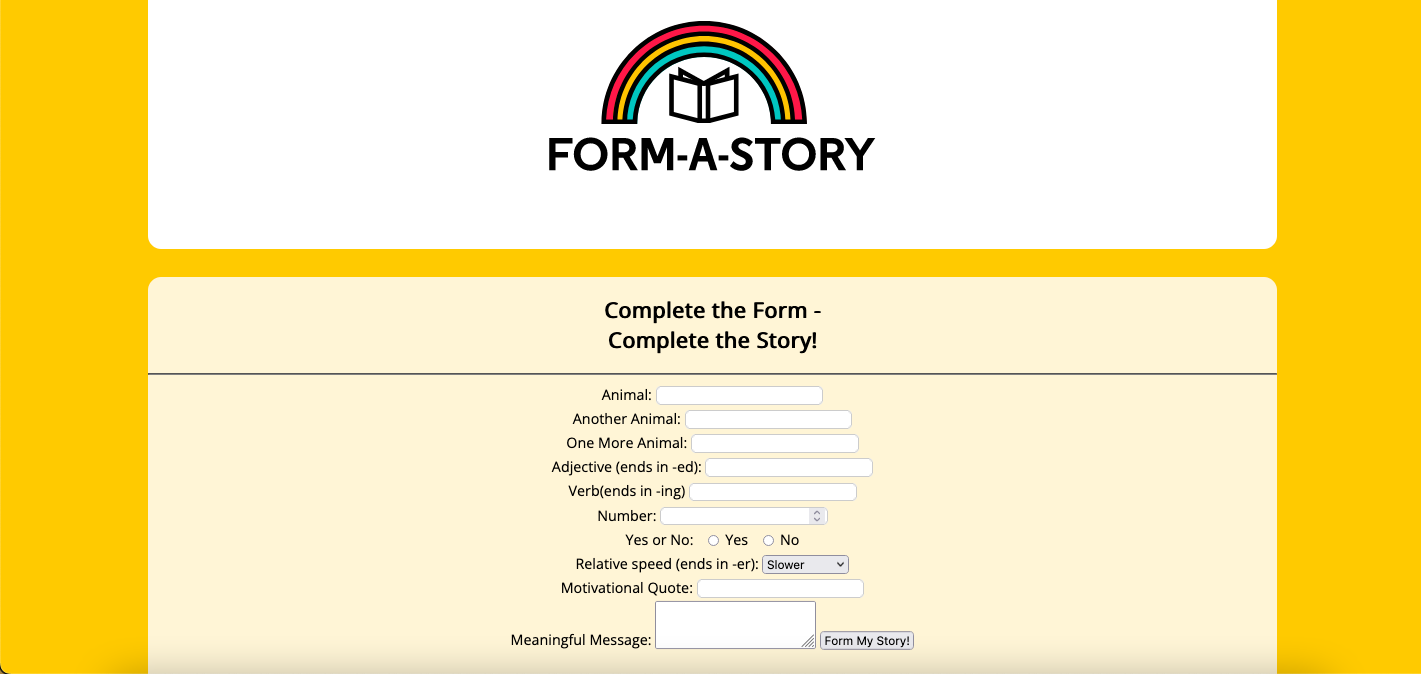 FORM-A-STORY
Complete the Form -
Complete the Story!
Animal:
Another Animal:
One More Animal:
Adjective (ends in -ed):
Verb(ends in -ing)
Number:
Yes or No: Yes No
Relative speed (ends in -er): Slower
Motivational Quote:
Meaningful Message: Form My Story!